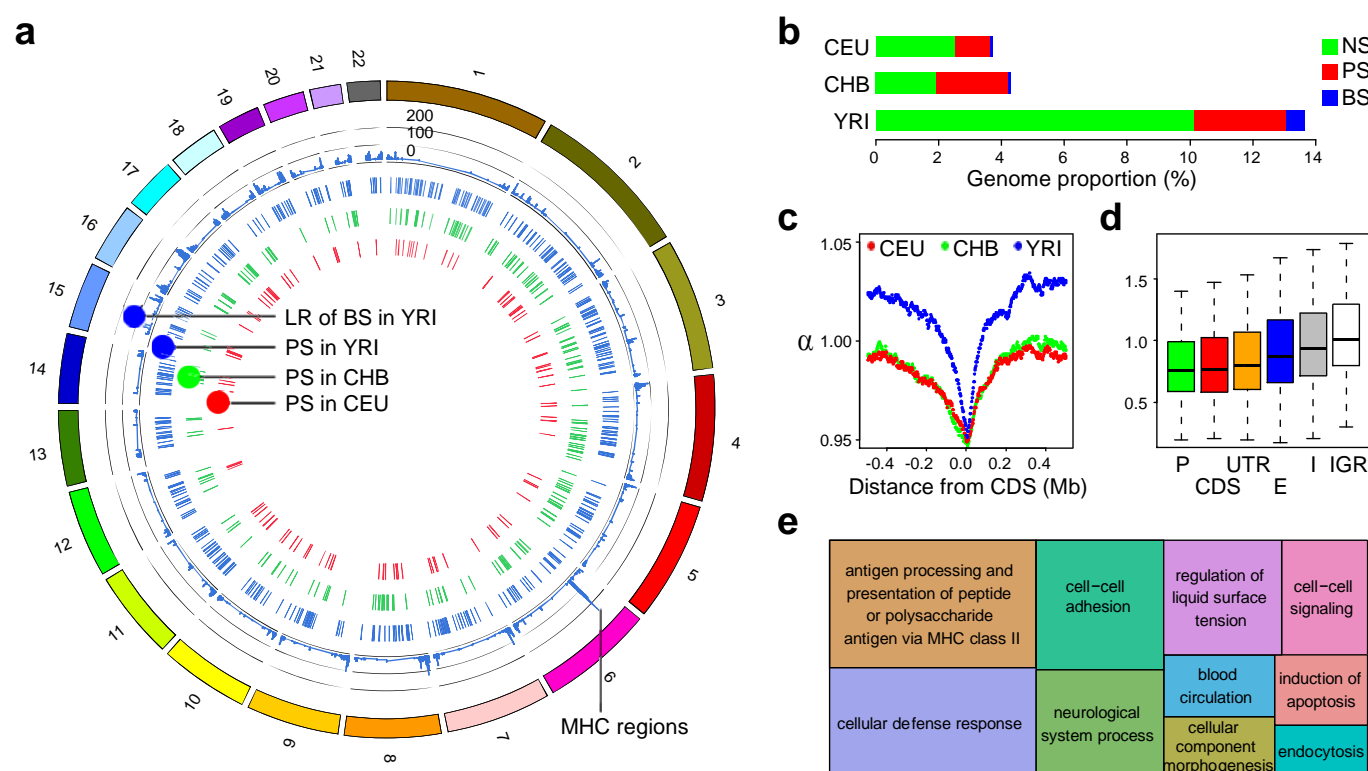 a
1
2
3
4
5
6
7
8
9
10
11
12
13
14
15
16
17
18
19
20
21
22
200
100
0
LR of BS in YRI
PS in YRI
PS in CHB
PS in CEU
MHC regions
b
CEU
CHB
YRI
NS
PS
BS
0 2 4 6 8 10 12 14
Genome proportion (%)
c
CEU CHB YRI
1.05
1.00
0.95
α
-0.4 -0.2 0.0 0.2 0.4
Distance from CDS (Mb)
d
1.5
1.0
0.5
P UTR I IGR
CDS E
e
antigen processing and
presentation of peptide
or polysaccharide
antigen via MHC class II
cellular defense response
cell−cell
adhesion
neurological
system process
regulation of
liquid surface
tension
cell−cell
signaling
blood
circulation
induction of
apoptosis
cellular
component
morphogenesis
endocytosis